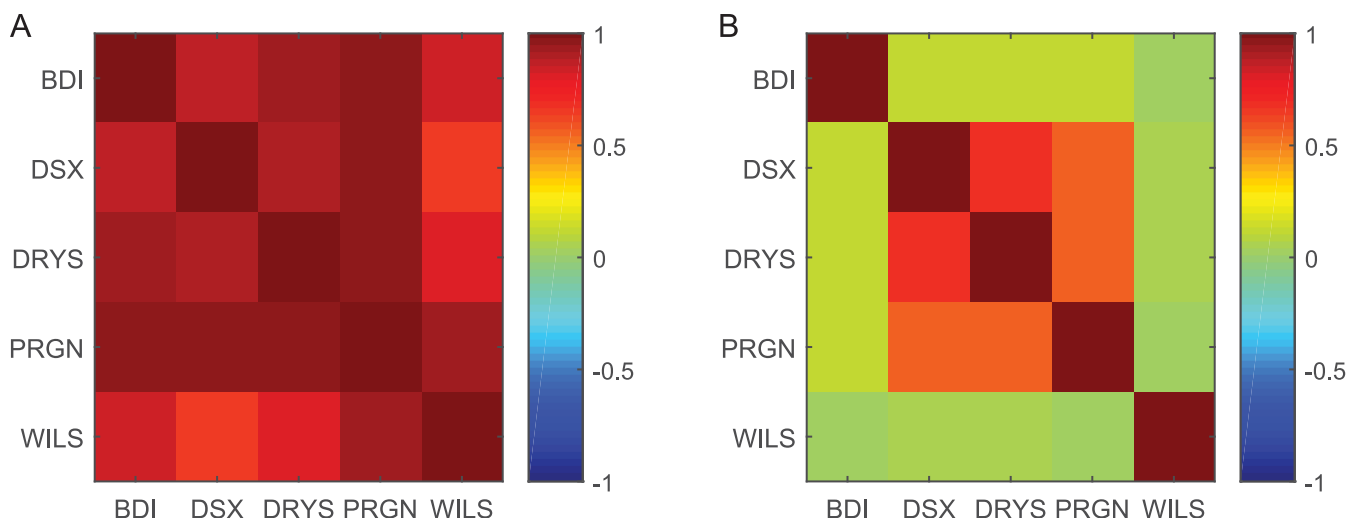 A
BDI
DSX
DRYS
PRGN
WILS
BDI DSX DRYS PRGN WILS
1
0.5
0
-0.5
-1
B
BDI
DSX
DRYS
PRGN
WILS
BDI DSX DRYS PRGN WILS
1
0.5
0
-0.5
-1